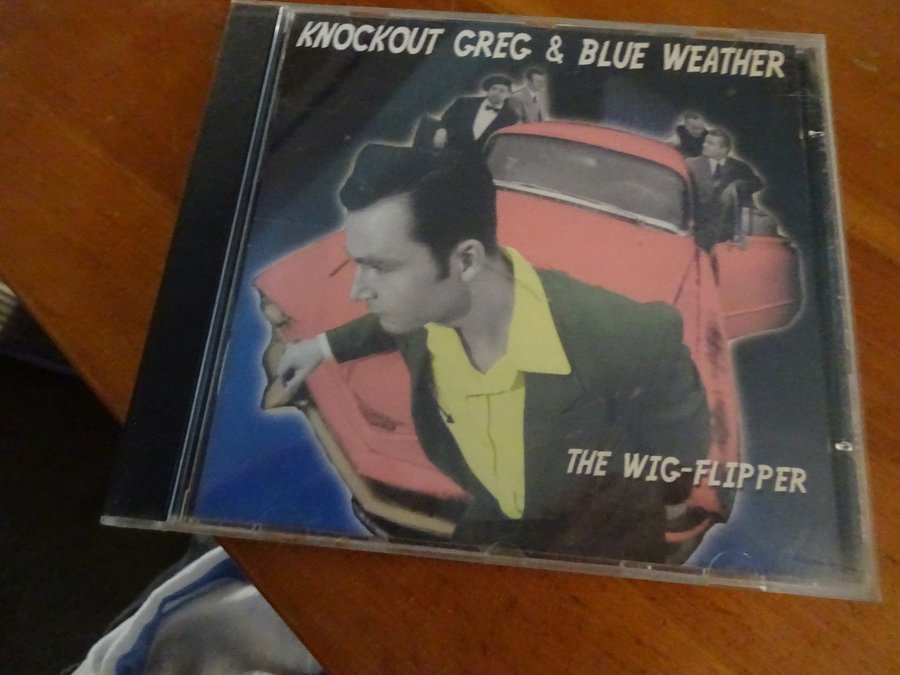 KNOCKOUT GREG & BLUE WEATHER
THE WIG-FLIPPER